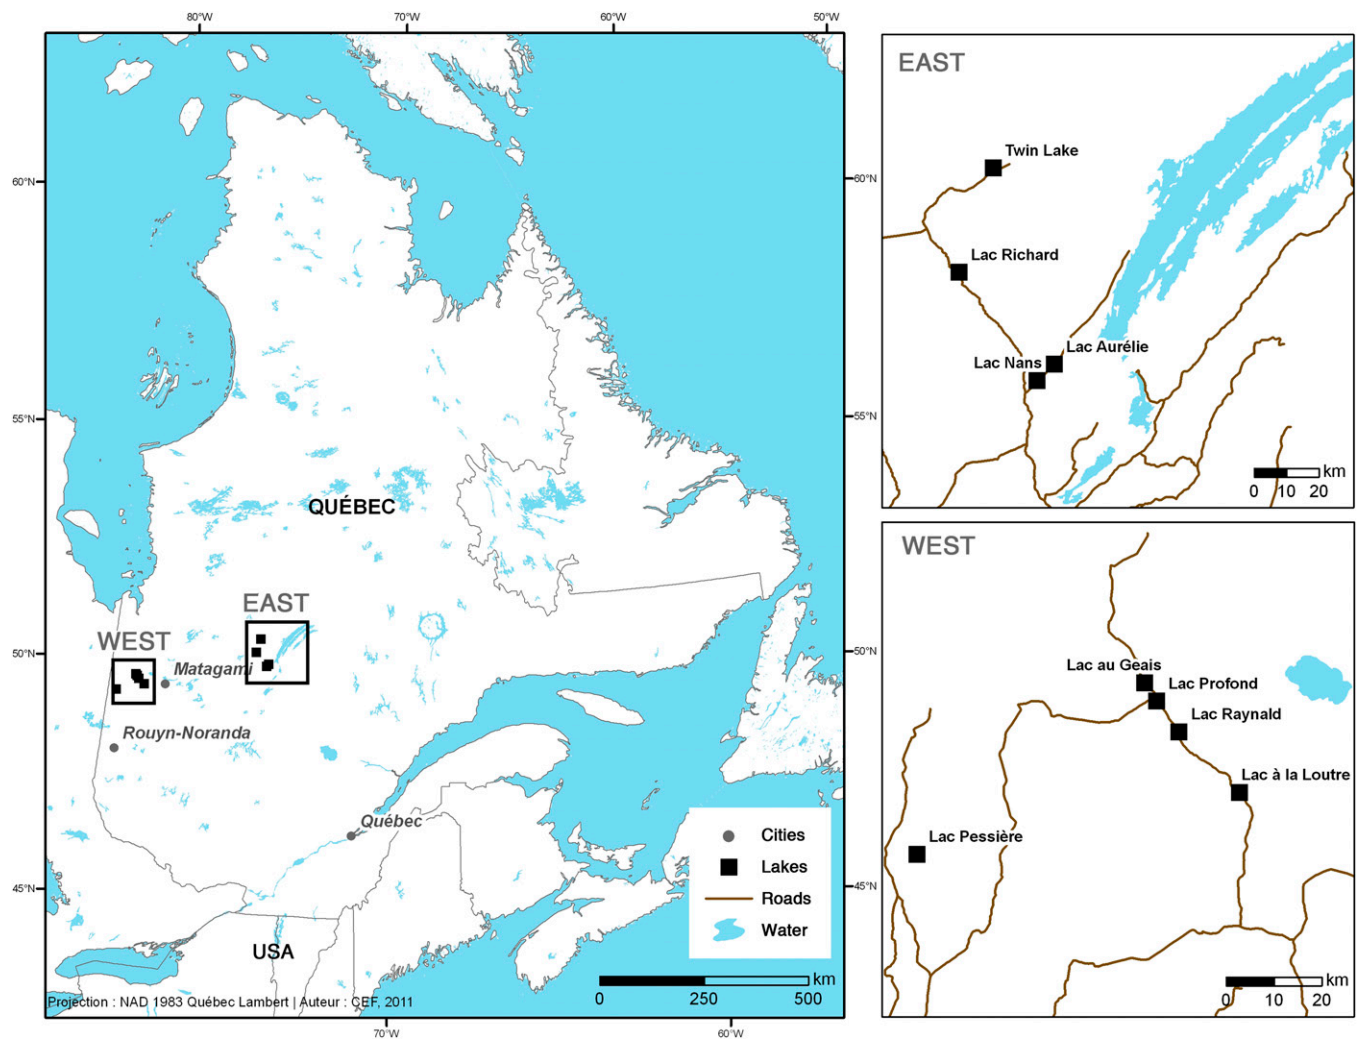 80°W
70°W
60°W
50°W
60°N
55°N
50°N
45°N
QUÉBEC
EAST
WEST
Matagami
Rouyn-Noranda
Québec
USA
Cities
Lakes
Roads
Water
km
0 250 500
Projection : NAD 1983 Québec Lambert | Auteur : CEF, 2011
70°W
60°W
60°N
55°N
50°N
45°N
EAST
Twin Lake
Lac Richard
Lac Aurélie
Lac Nans
km
0 10 20
WEST
Lac au Geais
Lac Profond
Lac Raynald
Lac à la Loutre
Lac Pessière
km
0 10 20